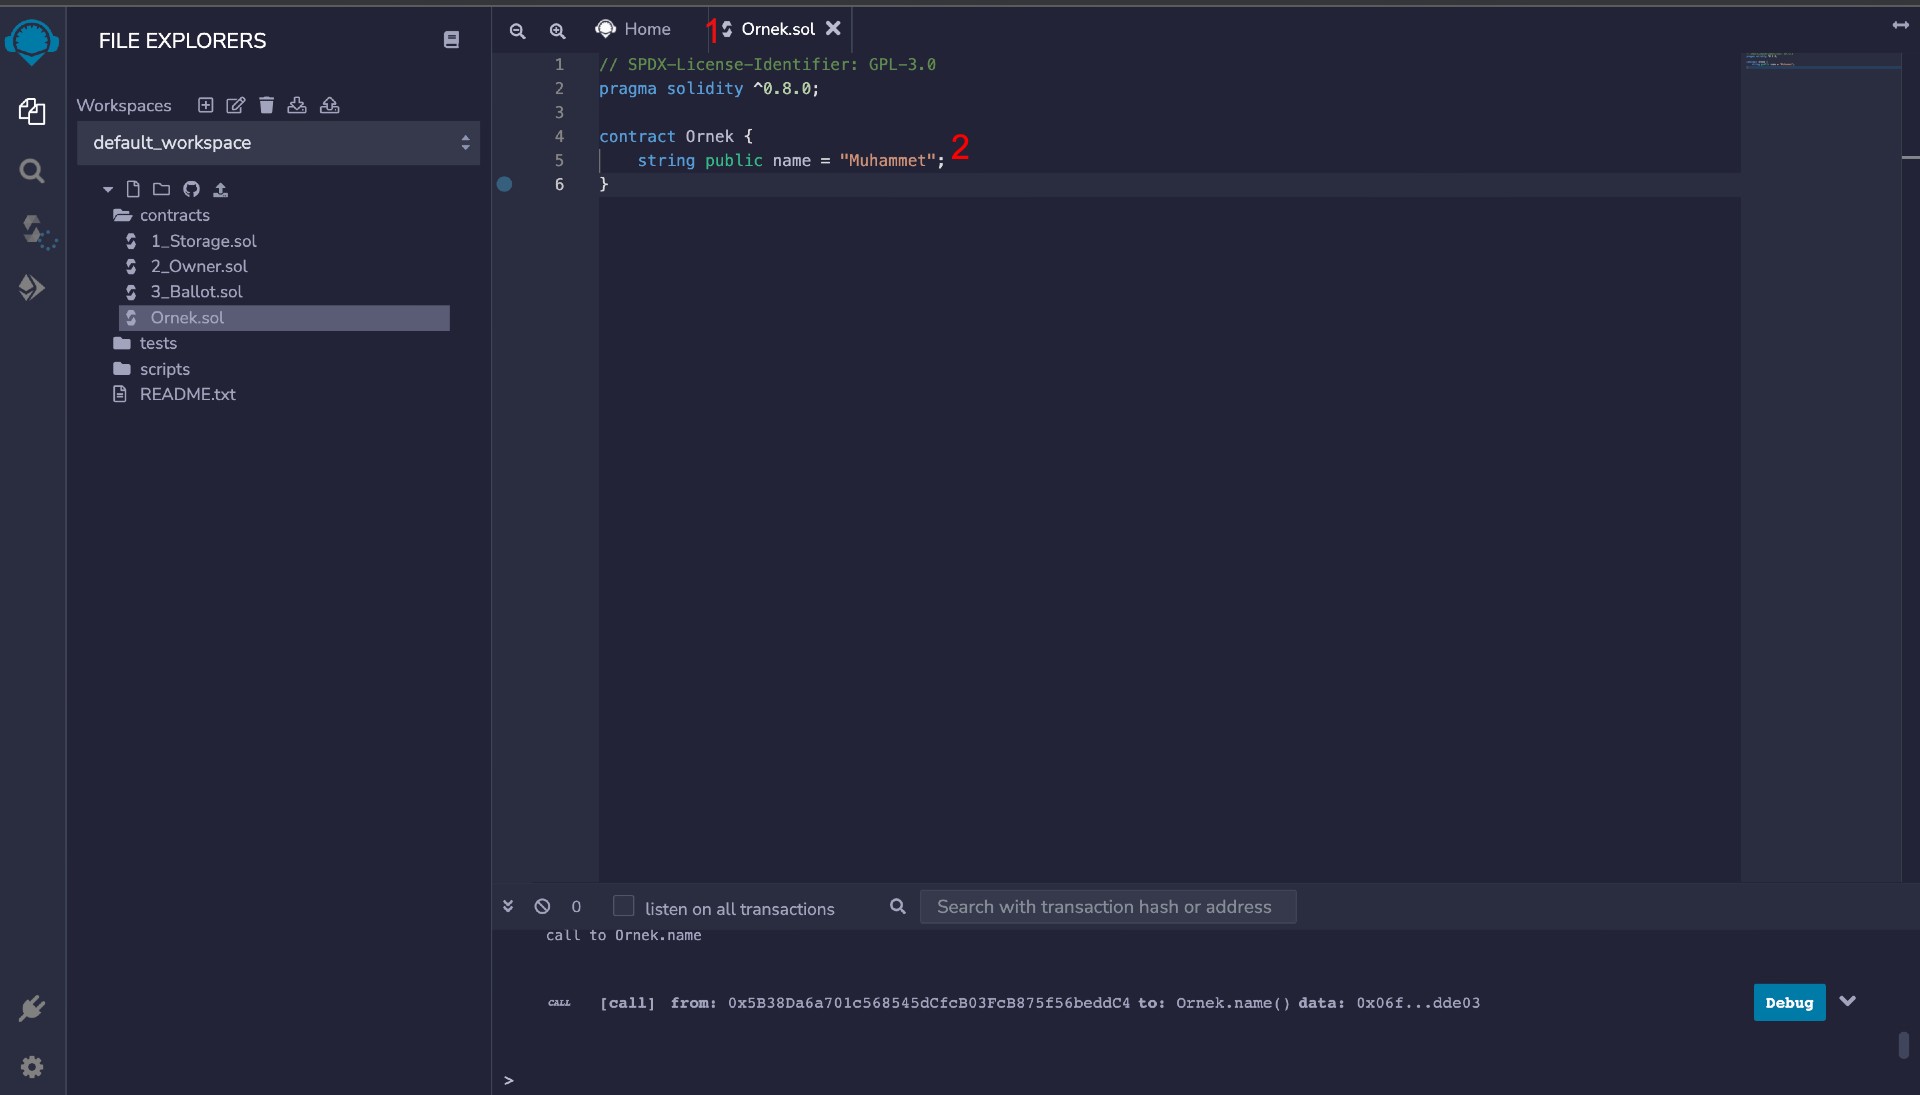 FILE EXPLORERS
Workspaces
default_workspace
contracts
1_Storage.sol
2_Owner.sol
3_Ballot.sol
Ornek.sol
tests
scripts
README.txt
Home
1 Ornek.sol
1 // SPDX-License-Identifier: GPL-3.0
2 pragma solidity ^0.8.0;
3
4 contract Ornek {
5 string public name = "Muhammet"; 2
6 }
0 listen on all transactions Search with transaction hash or address
call to Ornek.name
CALL [call] from: 0x5B38Da6a701c568545dCfcB03FcB875f56beddC4 to: Ornek.name() data: 0x06f...dde03 Debug
>